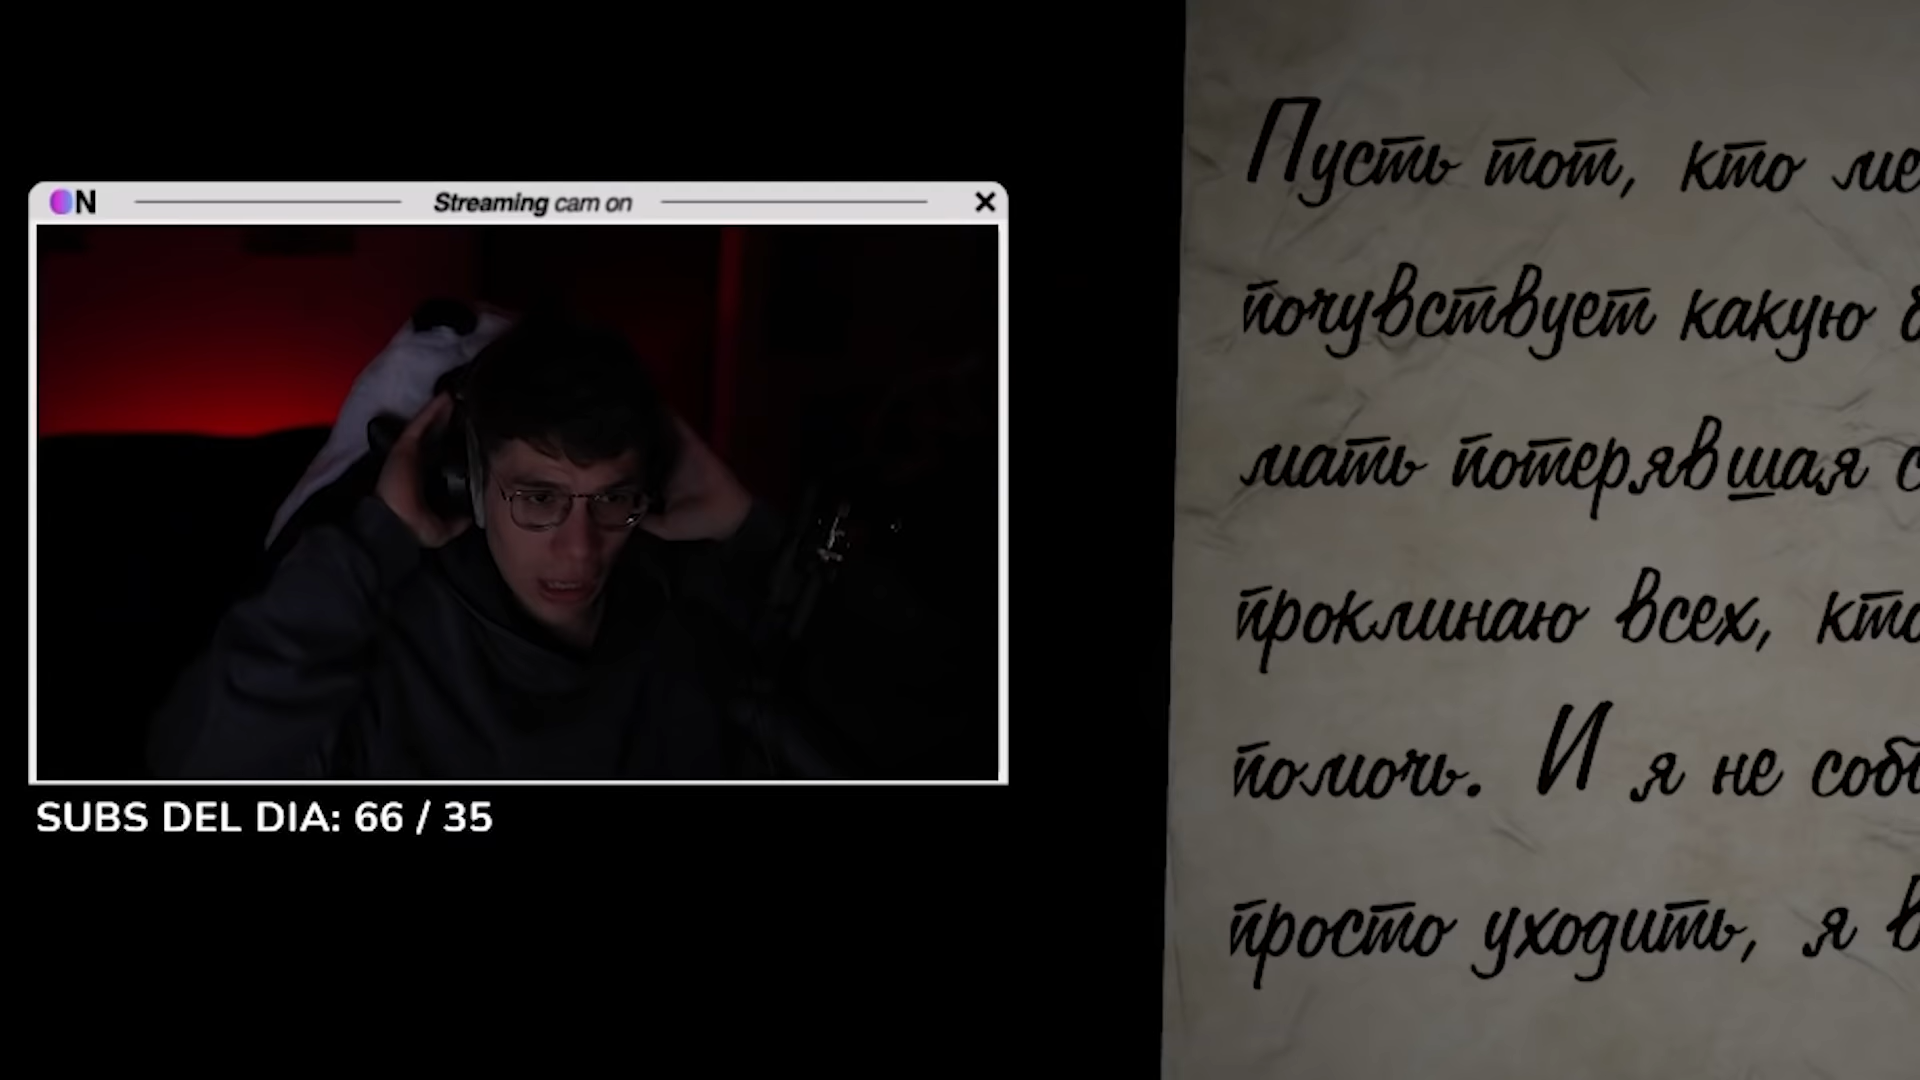 ON
Streaming cam on
SUBS DEL DIA: 66 / 35
Пусть тот, кто
почувствует какую
мать потерявшая
проклинаю всех,
помочь. И я не
просто уходить, я